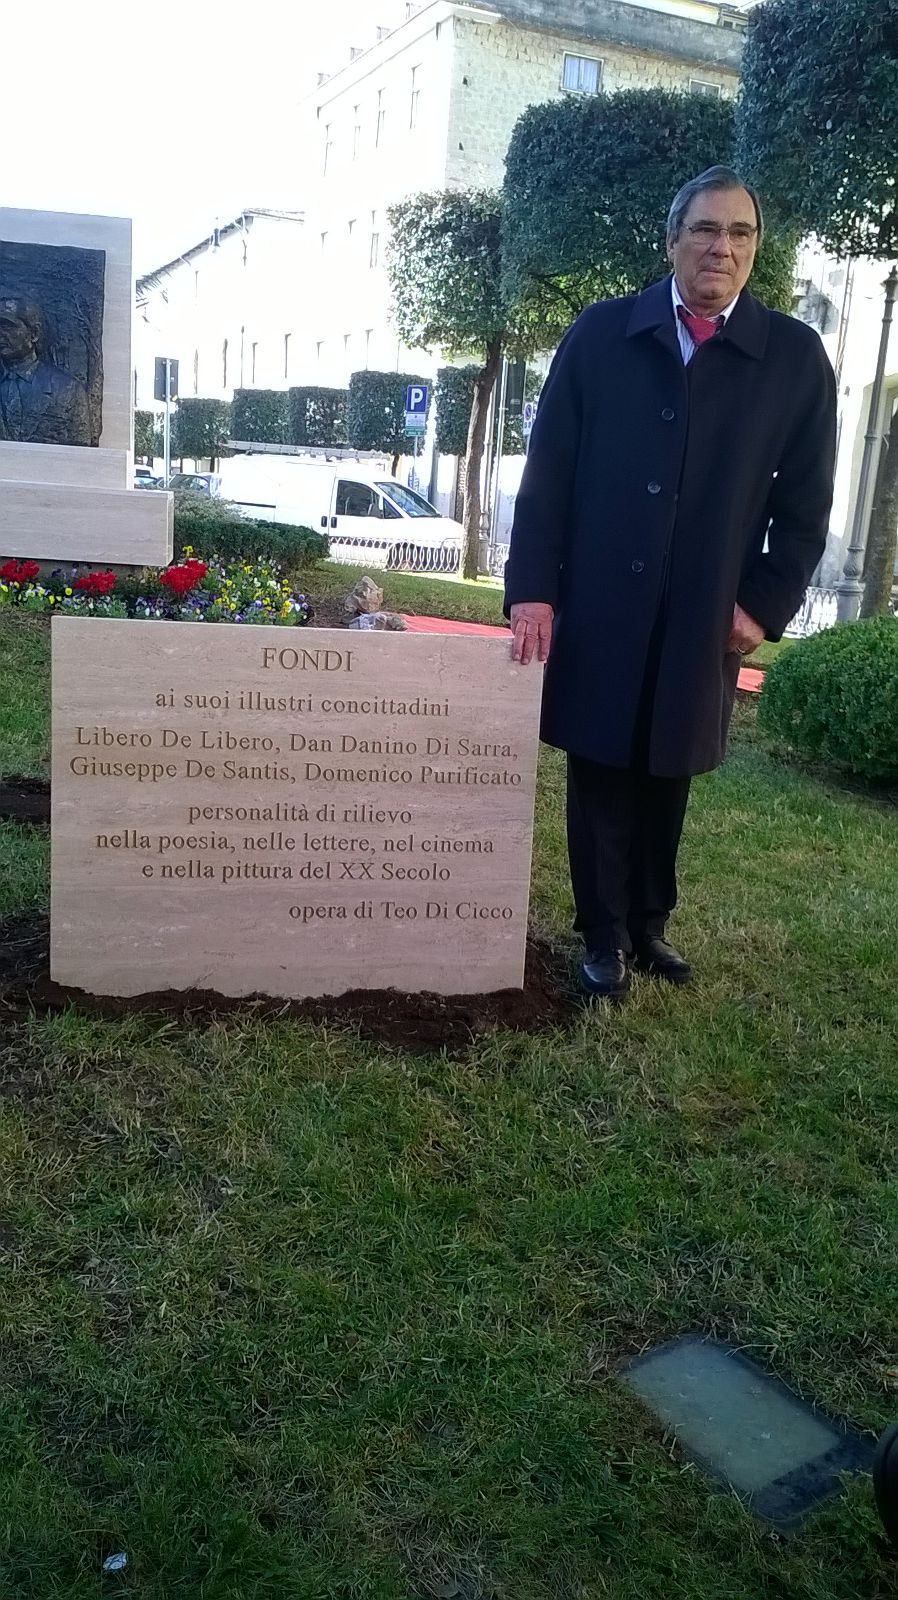 P
FONDI
ai suoi illustri concittadini
Libero De Libero, Dan Danino Di Sarra,
Giuseppe De Santis, Domenico Purificato
personalità di rilievo
nella poesia, nelle lettere, nel cinema
e nella pittura del XX Secolo
opera di Teo Di Cicco